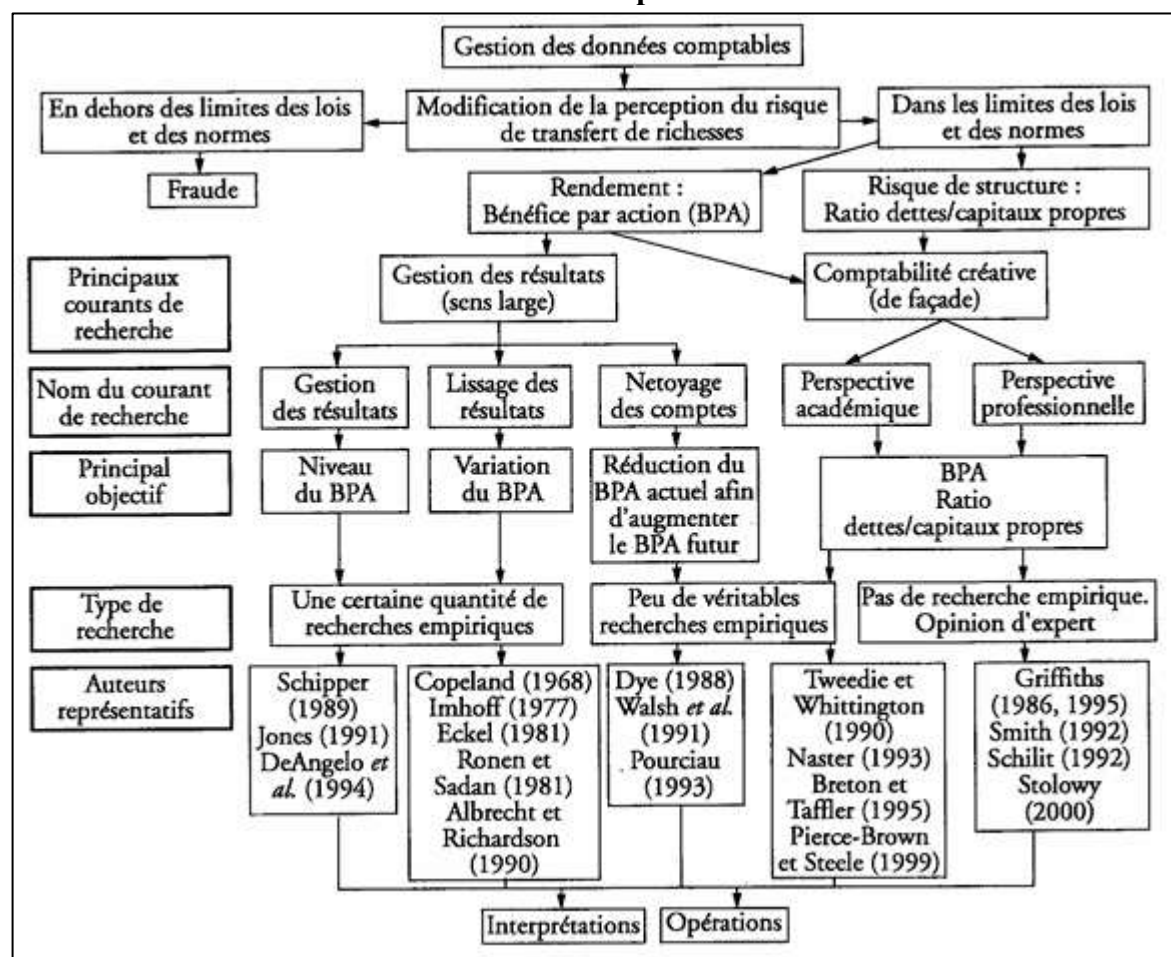 Gestion des données comptables
En dehors des limites des lois
et des normes
Modification de la perception du risque
de transfert de richesses
Dans les limites des lois
et des normes
Fraude
Rendement :
Bénéfice par action (BPA)
Risque de structure :
Ratio dettes/capitaux propres
Principaux
courants de
recherche
Gestion des résultats
(sens large)
Comptabilité créative
(de façade)
Nom du courant
de recherche
Gestion
des résultats
Lissage des
résultats
Netoyage
des comptes
Perspective
académique
Perspective
professionnelle
Principal
objectif
Niveau
du BPA
Variation
du BPA
Réduction du
BPA actuel afin
d'augmenter
le BPA futur
BPA
Ratio
dettes/capitaux propres
Type de
recherche
Une certaine quantité de
recherches empiriques
Peu de véritables
recherches empiriques
Pas de recherche empirique.
Opinion d'expert
Auteurs
représentatifs
Schipper
(1989)
Jones (1991)
DeAngelo et
al. (1994)
Copeland (1968)
Imhoff (1977)
Eckel (1981)
Ronen et
Sadan (1981)
Albrecht et
Richardson
(1990)
Dye (1988)
Walsh et al.
(1991)
Pourciau
(1993)
Tweedie et
Whittington
(1990)
Naster (1993)
Breton et
Taffler (1995)
Pierce-Brown
et Steele (1999)
Griffiths
(1986, 1995)
Smith (1992)
Schilit (1992)
Stolowy
(2000)
Interprétations
Opérations